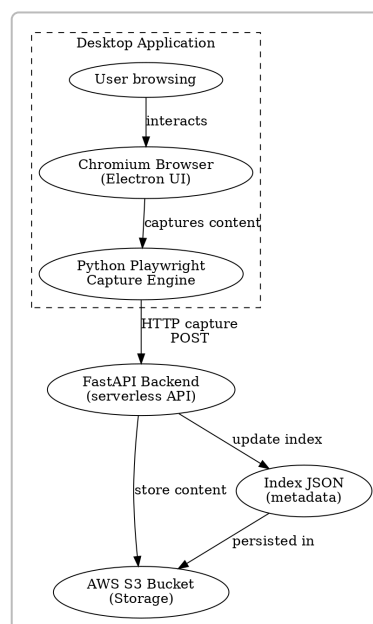 Desktop Application
User browsing
interacts
Chromium Browser
(Electron UI)
captures content
Python Playwright
Capture Engine
HTTP capture
POST
FastAPI Backend
(serverless API)
update index
store content
Index JSON
(metadata)
persisted in
AWS S3 Bucket
(Storage)